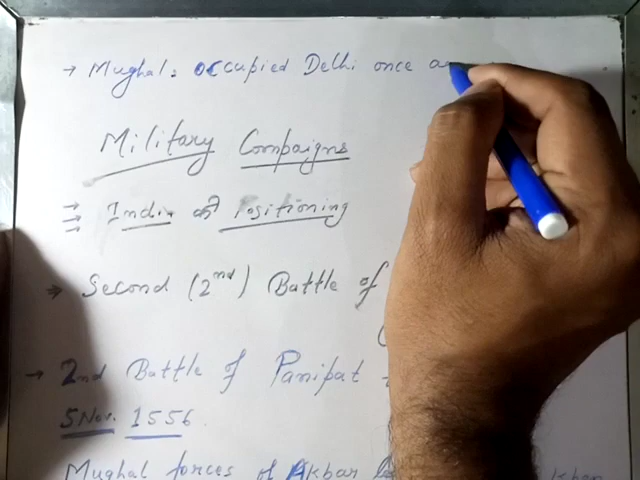 → Mughals occupied Delhi once a
Military Campaigns
→ India Positioning
→ Second (2nd) Battle of
→ 2nd Battle of Panipat
5 Nov. 1556.
Mughal forces of Akbar